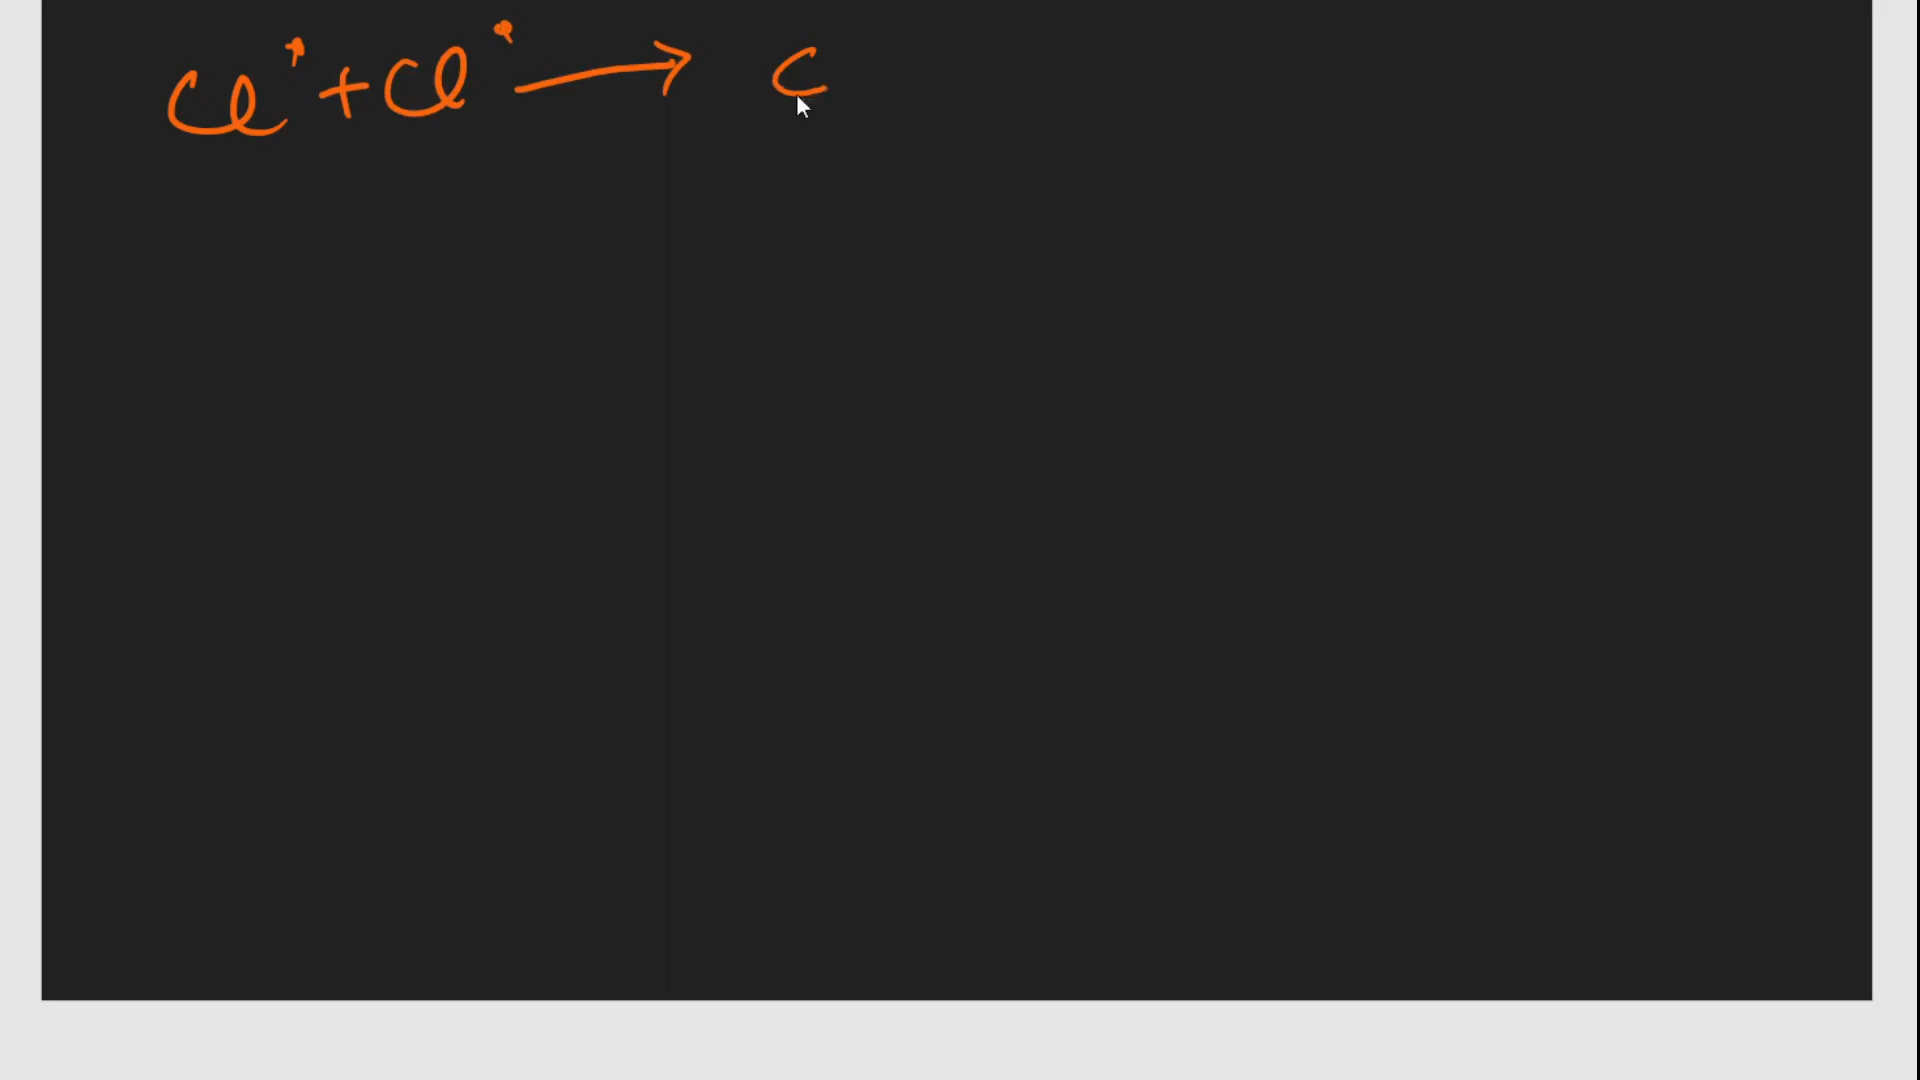 Cl• + Cl• → C